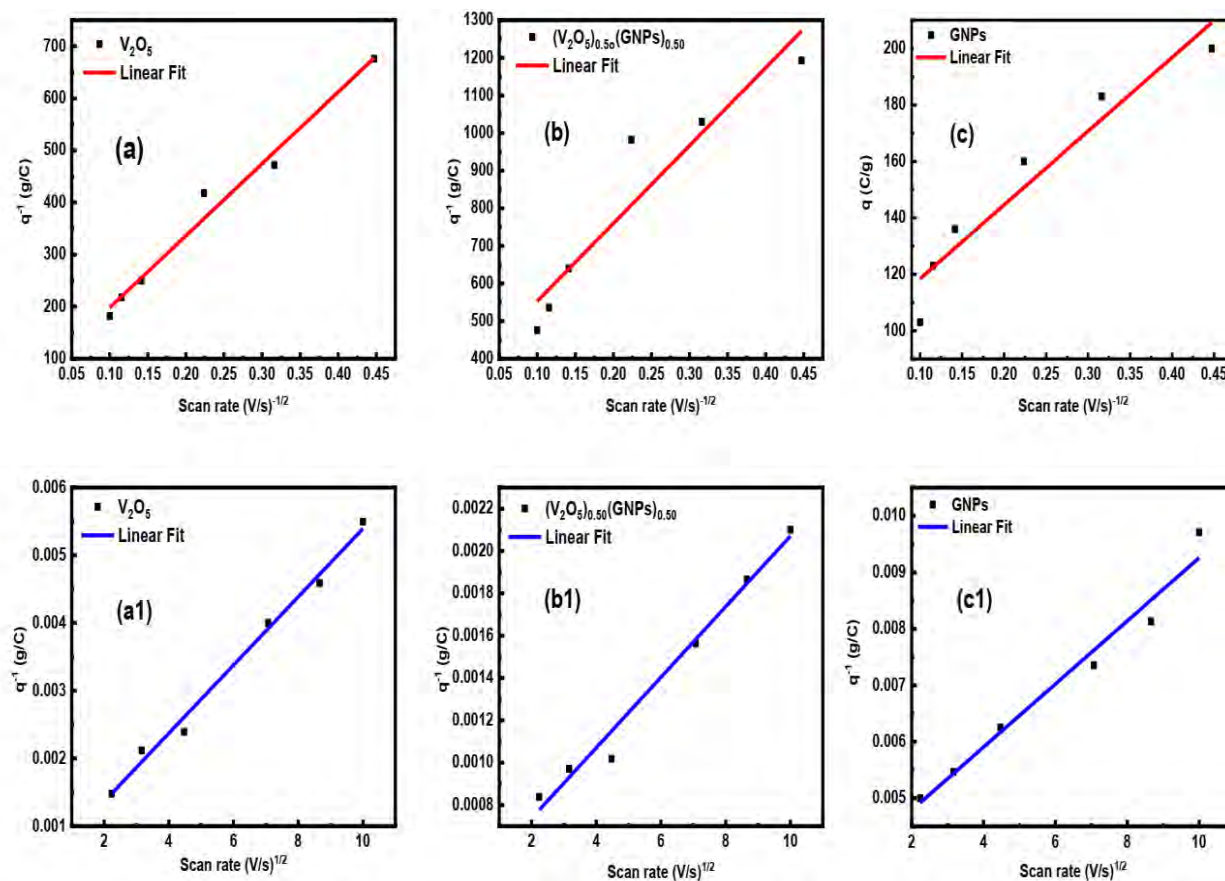 V₂O₅
Linear Fit
(a)
q⁻¹ (g/C)
700
600
500
400
300
200
100
0.05 0.10 0.15 0.20 0.25 0.30 0.35 0.40 0.45
Scan rate (V/s)⁻¹/²
(V₂O₅)₀.₅ₒ(GNPs)₀.₅₀
Linear Fit
(b)
q⁻¹ (g/C)
1300
1200
1100
1000
900
800
700
600
500
400
0.05 0.10 0.15 0.20 0.25 0.30 0.35 0.40 0.45
Scan rate (V/s)⁻¹/²
GNPs
Linear Fit
(c)
q (C/g)
200
180
160
140
120
100
0.10 0.15 0.20 0.25 0.30 0.35 0.40 0.45
Scan rate (V/s)⁻¹/²
V₂O₅
Linear Fit
(a1)
q⁻¹ (g/C)
0.006
0.005
0.004
0.003
0.002
0.001
2 4 6 8 10
Scan rate (V/s)¹/²
(V₂O₅)₀.₅₀(GNPs)₀.₅₀
Linear Fit
(b1)
q⁻¹ (g/C)
0.0022
0.0020
0.0018
0.0016
0.0014
0.0012
0.0010
0.0008
2 4 6 8 10
Scan rate (V/s)¹/²
GNPs
Linear Fit
(c1)
q⁻¹ (g/C)
0.010
0.009
0.008
0.007
0.006
0.005
4 6 8 10
Scan rate (V/s)¹/²